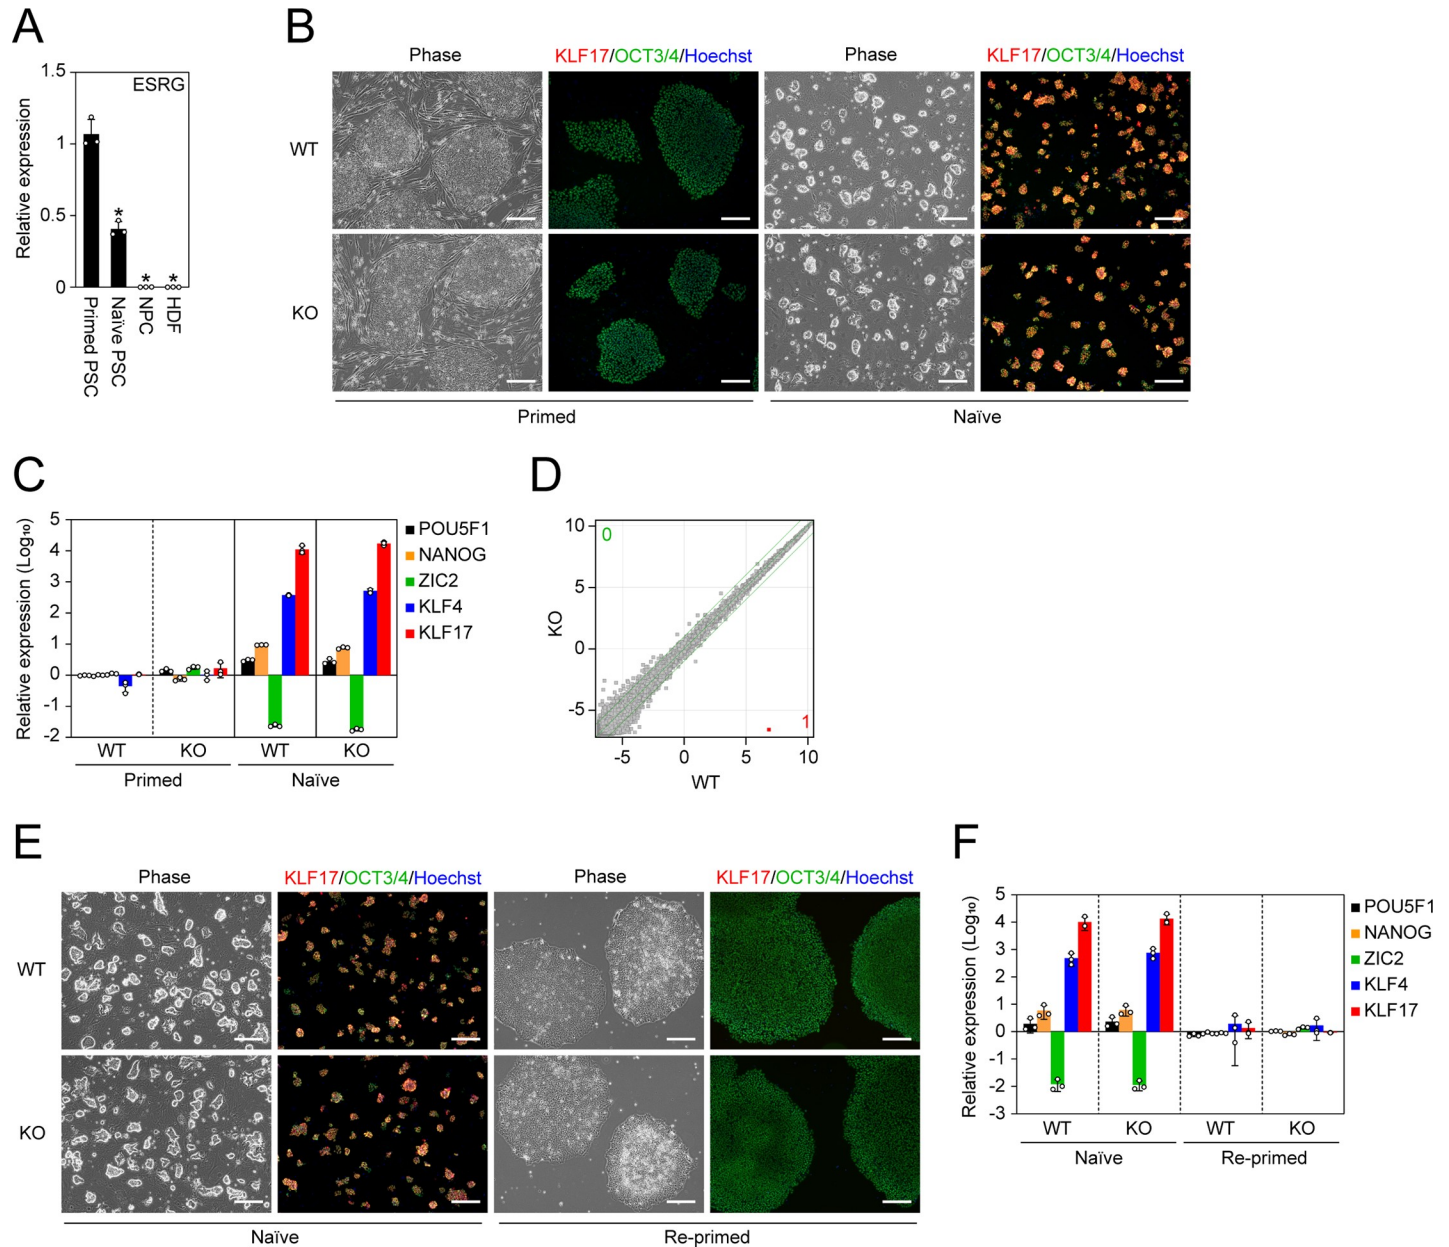 A
ESRG
Relative expression
1.5
1
0.5
0
Primed PSC
Naïve PSC
NPC
HDF
*
*
*
B
Phase
KLF17/OCT3/4/Hoechst
Phase
KLF17/OCT3/4/Hoechst
WT
KO
Primed
Naïve
C
Relative expression (Log₁₀)
5
4
3
2
1
0
-1
-2
POU5F1
NANOG
ZIC2
KLF4
KLF17
WT
KO
WT
KO
Primed
Naïve
D
KO
10
5
0
-5
0
1
-5
0
5
10
WT
E
Phase
KLF17/OCT3/4/Hoechst
Phase
KLF17/OCT3/4/Hoechst
WT
KO
Naïve
Re-primed
F
Relative expression (Log₁₀)
5
4
3
2
1
0
-1
-2
-3
POU5F1
NANOG
ZIC2
KLF4
KLF17
WT
KO
WT
KO
Naïve
Re-primed